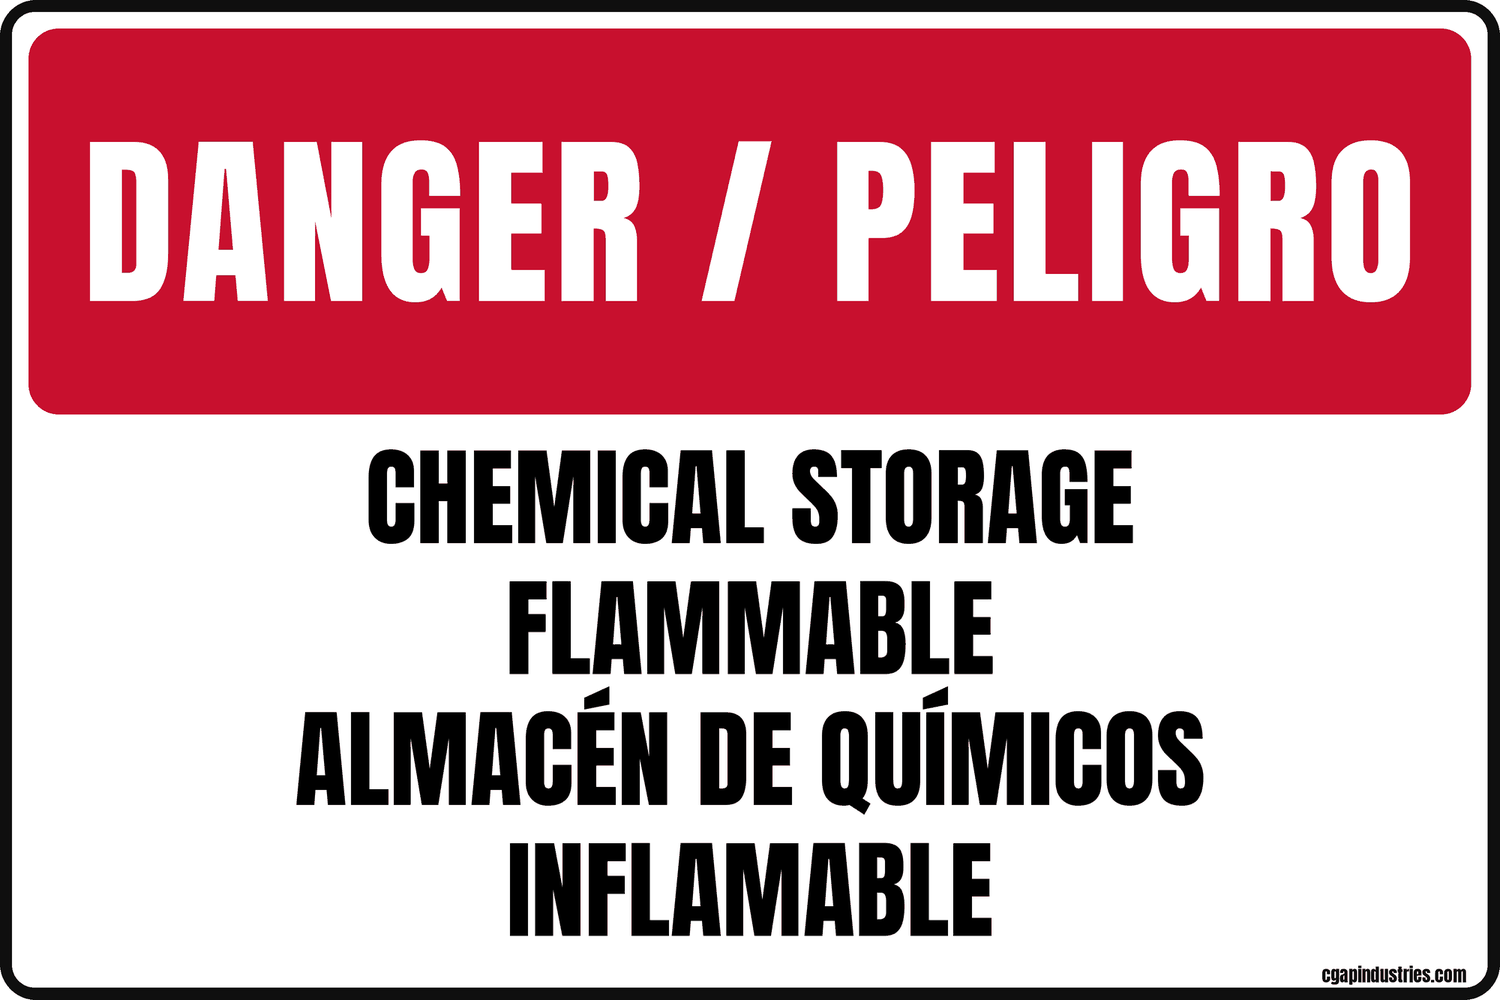 DANGER / PELIGRO
CHEMICAL STORAGE
FLAMMABLE
ALMACÉN DE QUÍMICOS
INFLAMABLE
cgapindustries.com